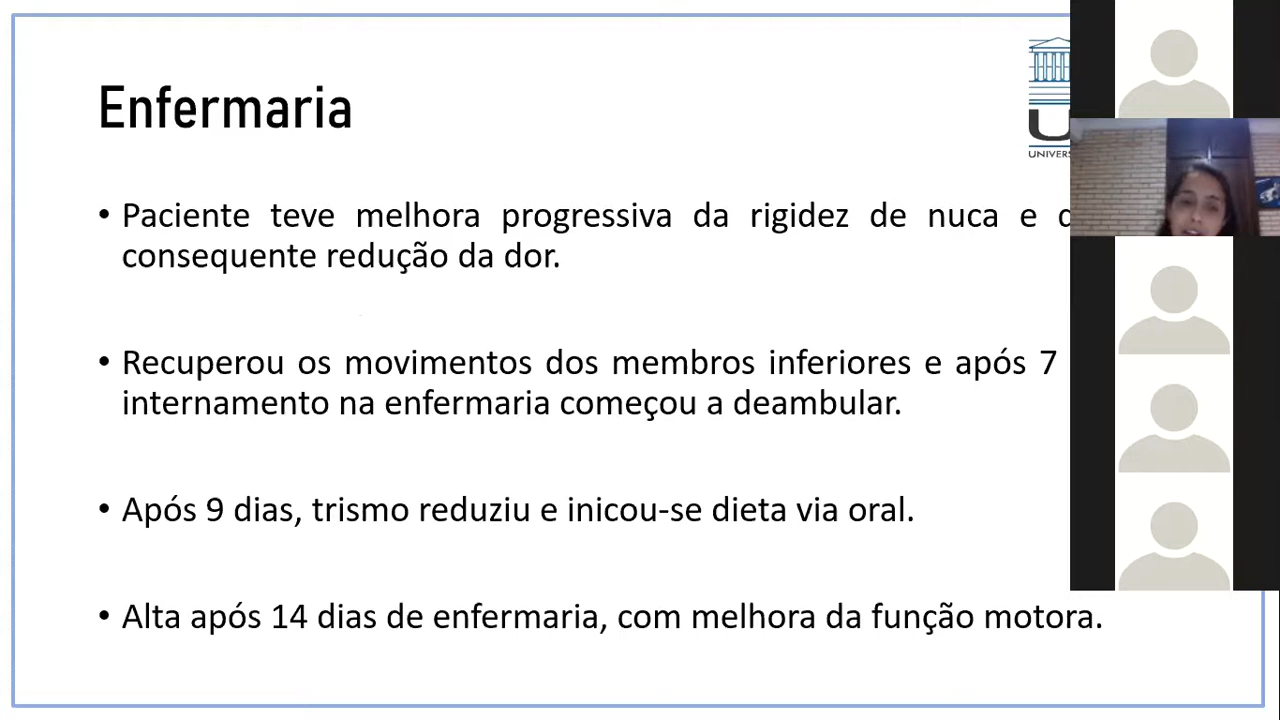 Enfermaria
• Paciente teve melhora progressiva da rigidez de nuca e
consequente redução da dor.
• Recuperou os movimentos dos membros inferiores e após 7
internamento na enfermaria começou a deambular.
• Após 9 dias, trismo reduziu e inicou-se dieta via oral.
• Alta após 14 dias de enfermaria, com melhora da função motora.